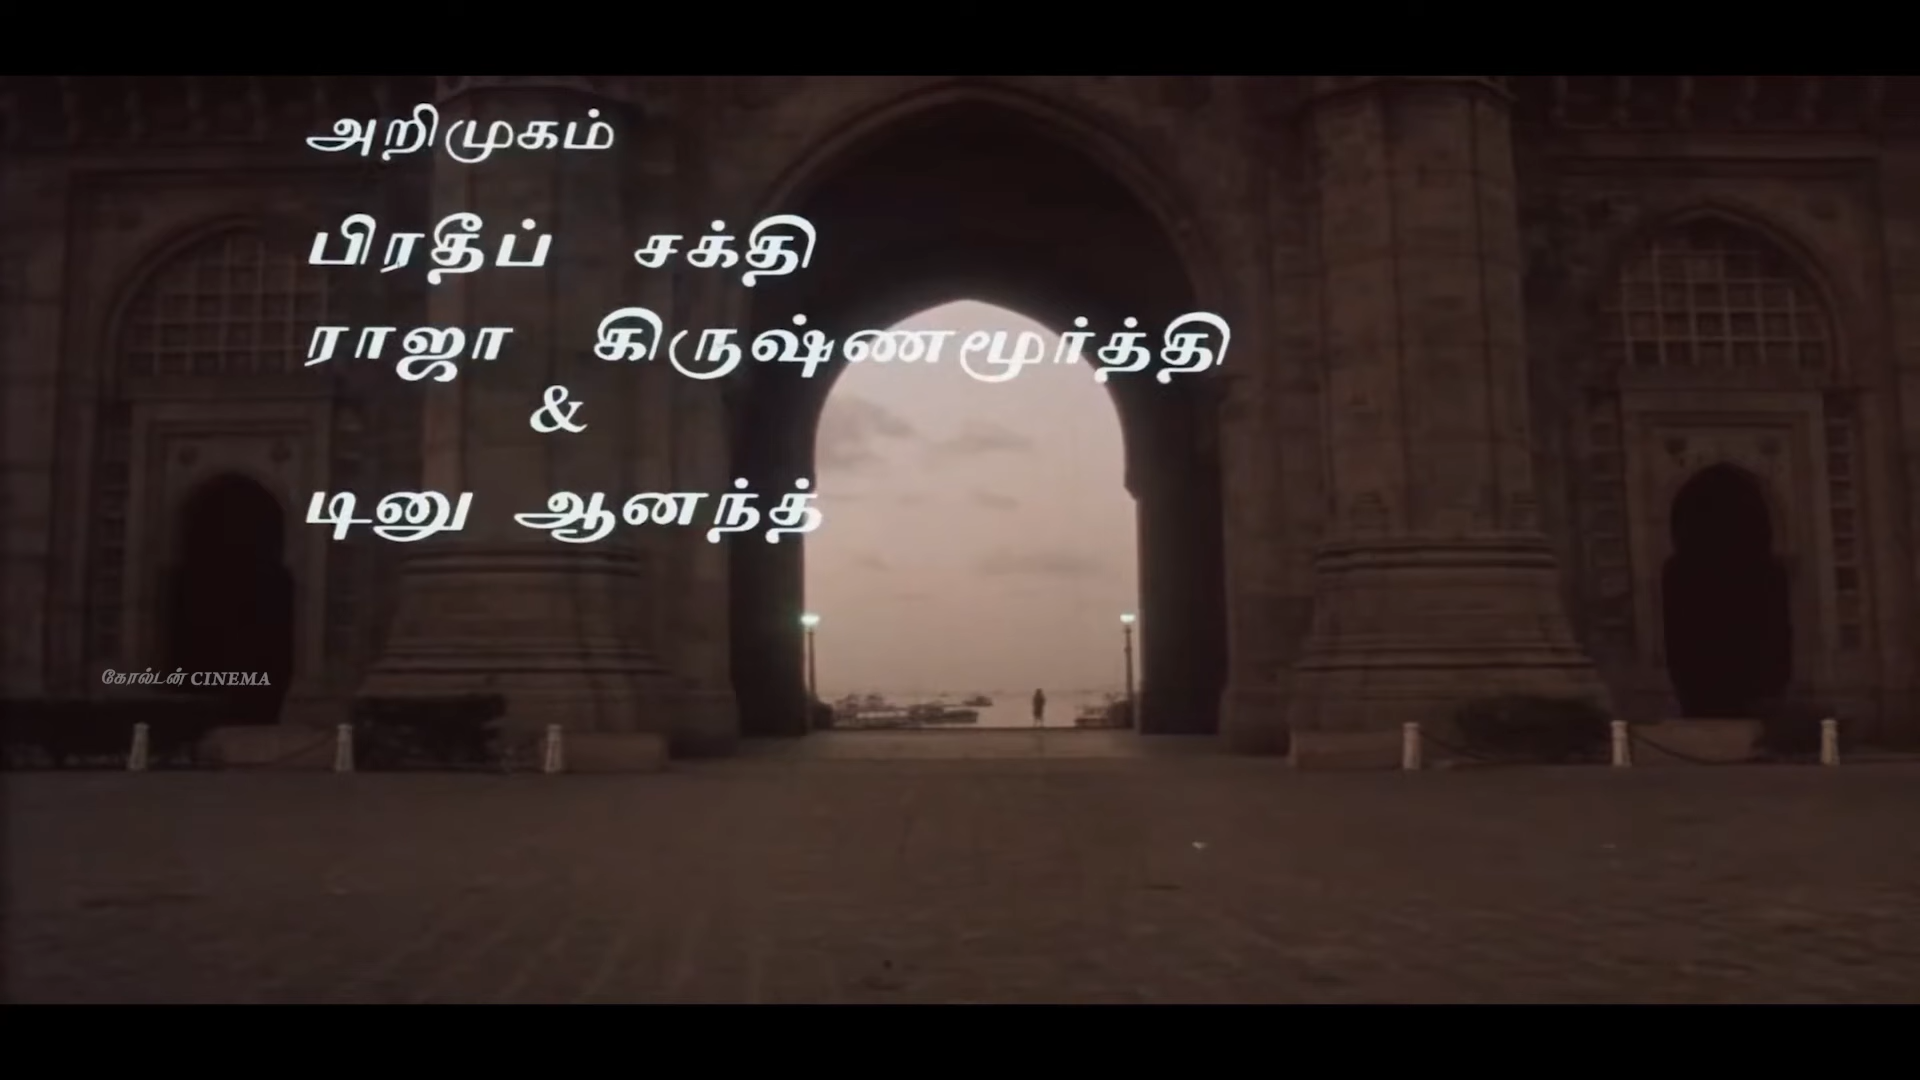 அறிமுகம்
பிரதீப் சக்தி
ராஜா கிருஷ்ணமூர்த்தி
&
டினு ஆனந்த்
கோல்டன் CINEMA